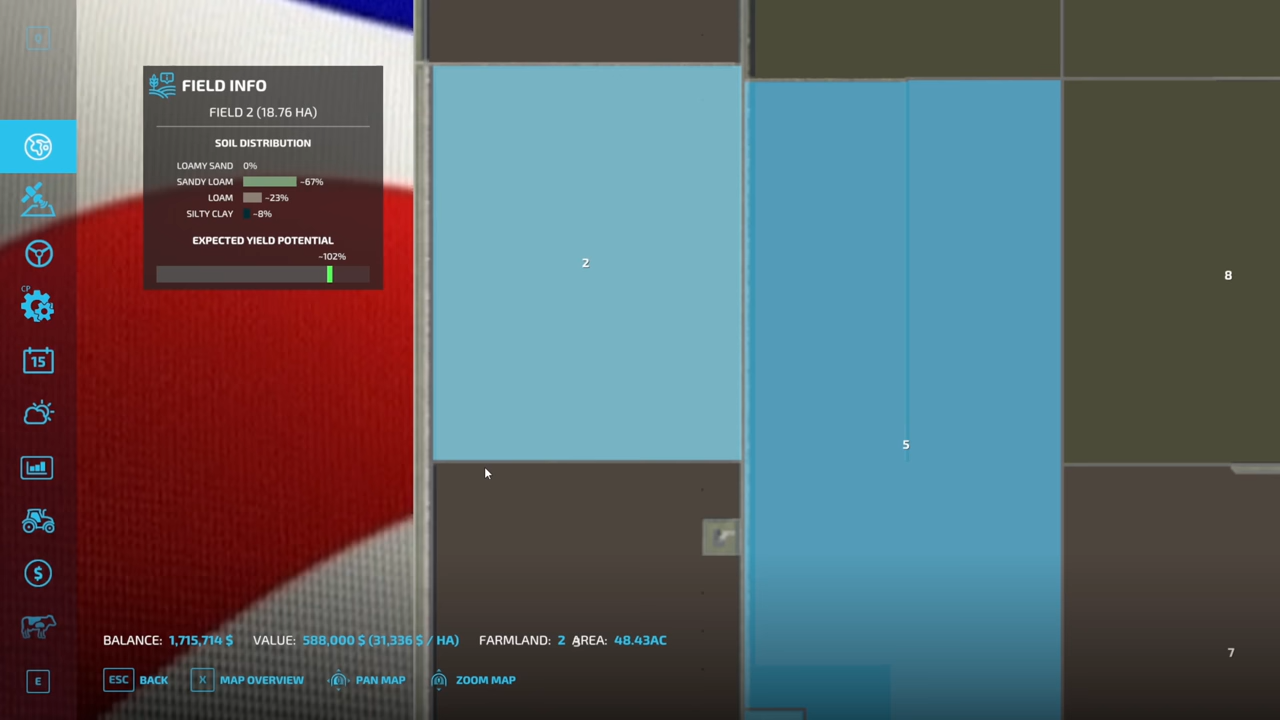 Q
FIELD INFO
FIELD 2 (18.76 HA)
SOIL DISTRIBUTION
LOAMY SAND 0%
SANDY LOAM ~67%
LOAM ~23%
SILTY CLAY ~8%
EXPECTED YIELD POTENTIAL
~102%
2
8
5
7
CP
15
$
E
BALANCE: 1,715,714 $ VALUE: 588,000 $ (31,336 $ / HA) FARMLAND: 2 AREA: 48.43AC
ESC BACK X MAP OVERVIEW PAN MAP ZOOM MAP